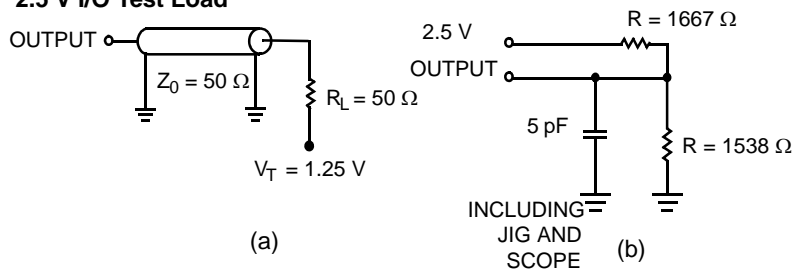 2.5 V I/O Test Load
OUTPUT
Z0 = 50 Ω
RL = 50 Ω
VT = 1.25 V
(a)
2.5 V
R = 1667 Ω
OUTPUT
5 pF
R = 1538 Ω
INCLUDING
JIG AND
SCOPE
(b)